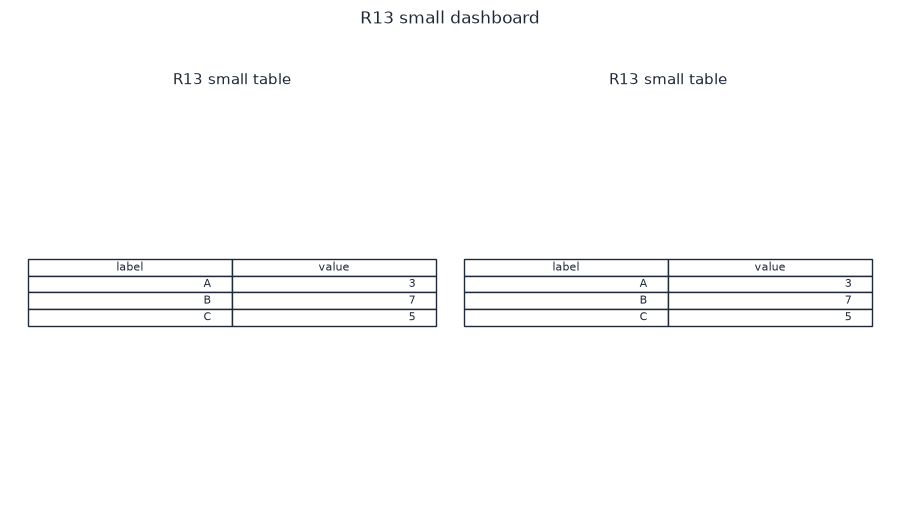 R13 small dashboard
R13 small table
label value
A 3
B 7
C 5
R13 small table
label value
A 3
B 7
C 5